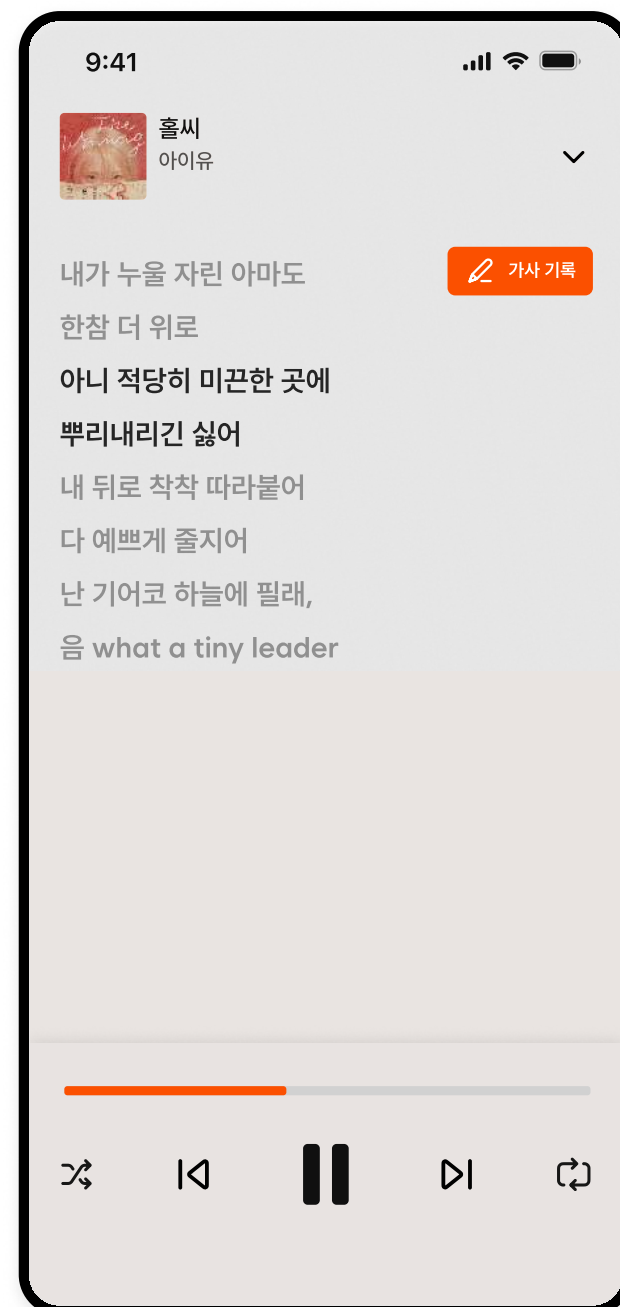 9:41
홀씨
아이유
가사 기록
내가 누울 자린 아마도
한참 더 위로
아니 적당히 미끈한 곳에
뿌리내리긴 싫어
내 뒤로 착착 따라붙어
다 예쁘게 줄지어
난 기어코 하늘에 필래,
음 what a tiny leader